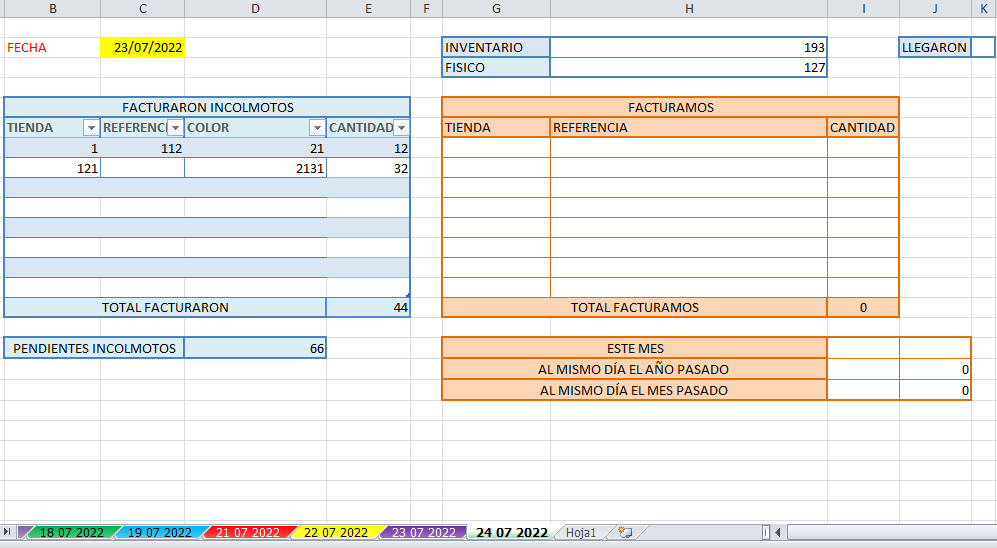 B C D E F G H I J K
FECHA 23/07/2022 INVENTARIO 193 LLEGARON
FISICO 127
FACTURARON INCOLMOTOS FACTURAMOS
TIENDA REFERENCI COLOR CANTIDAD TIENDA REFERENCIA CANTIDAD
1 112 21 12
121 2131 32
TOTAL FACTURARON 44 TOTAL FACTURAMOS 0
PENDIENTES INCOLMOTOS 66 ESTE MES
AL MISMO DÍA EL AÑO PASADO 0
AL MISMO DÍA EL MES PASADO 0
18 07 2022 19 07 2022 21 07 2022 22 07 2022 23 07 2022 24 07 2022 Hoja1